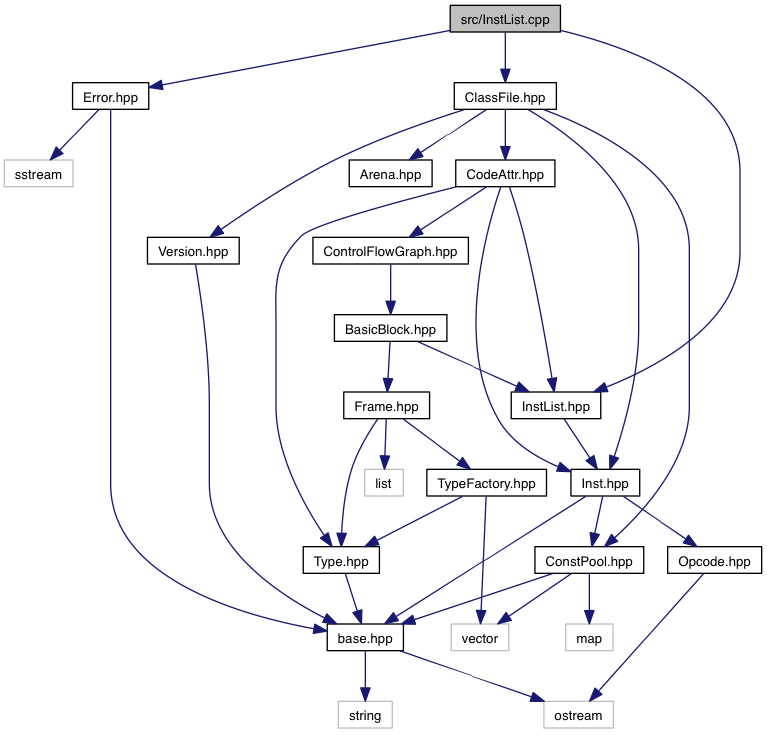 src/InstList.cpp
Error.hpp
ClassFile.hpp
sstream
Arena.hpp
CodeAttr.hpp
Version.hpp
ControlFlowGraph.hpp
BasicBlock.hpp
Frame.hpp
InstList.hpp
list
TypeFactory.hpp
Inst.hpp
Type.hpp
ConstPool.hpp
Opcode.hpp
base.hpp
vector
map
string
ostream